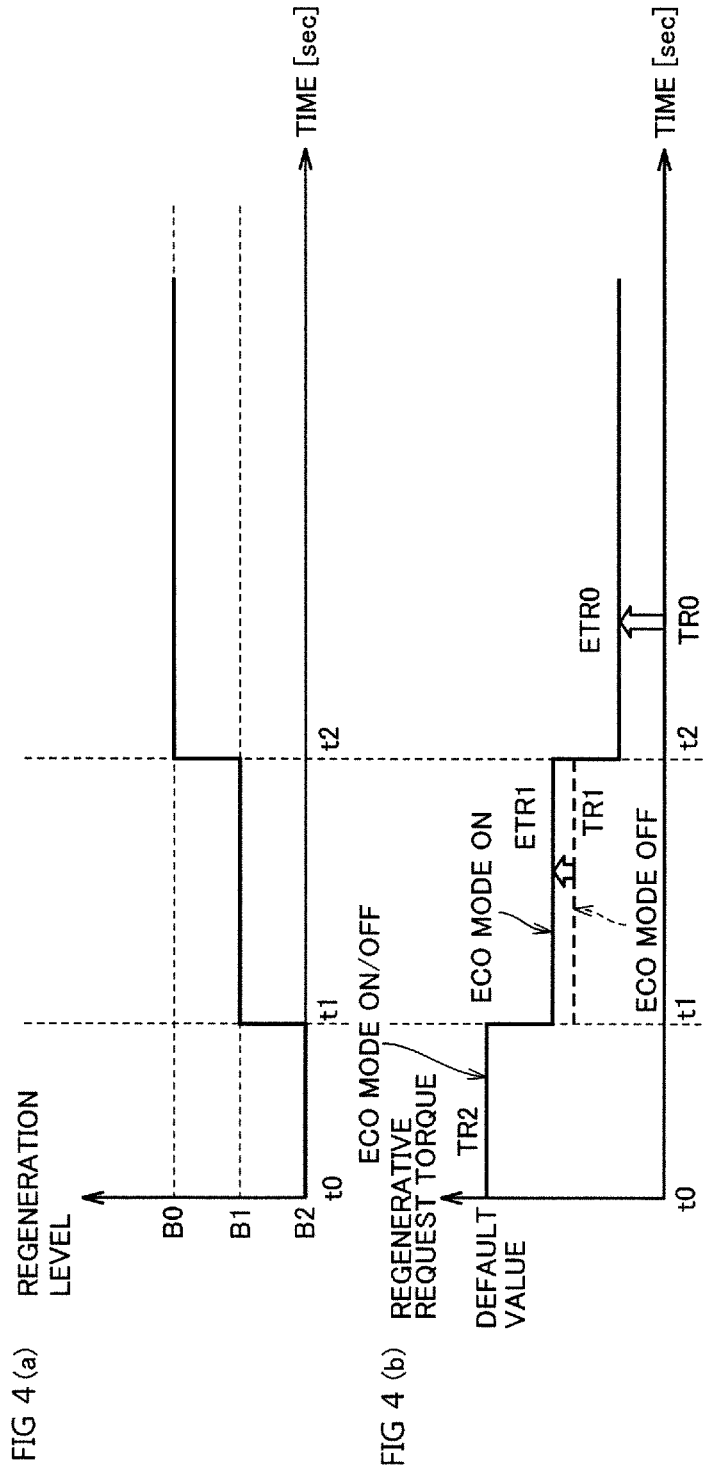 FIG 4 (a)
REGENERATION
LEVEL
B0
B1
B2
t0
t1
t2
TIME [sec]
FIG 4 (b)
REGENERATIVE
REQUEST TORQUE
ECO MODE ON/OFF
DEFAULT
VALUE
TR2
ECO MODE ON
ETR1
TR1
ECO MODE OFF
ETR0
TR0
t0
t1
t2
TIME [sec]